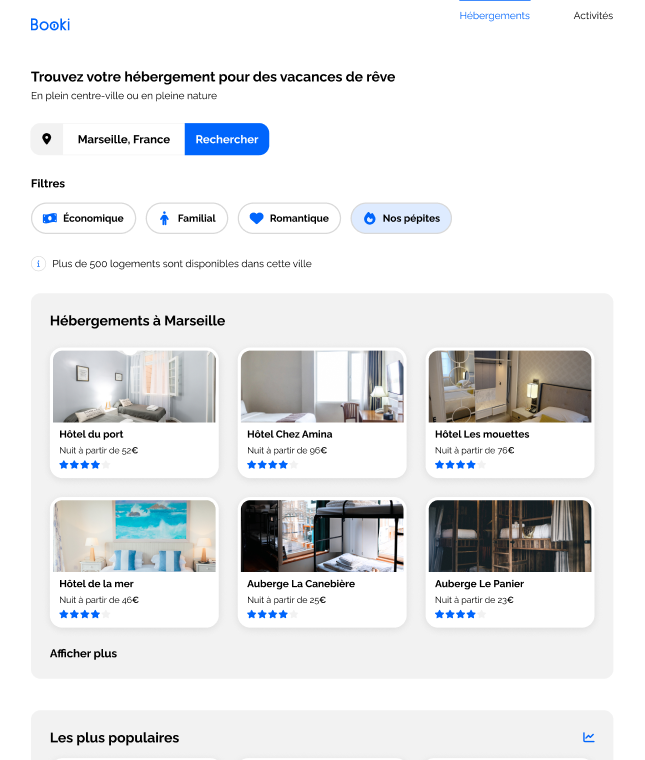 Booki
Hébergements
Activités
Trouvez votre hébergement pour des vacances de rêve
En plein centre-ville ou en pleine nature
Marseille, France
Rechercher
Filtres
Économique
Familial
Romantique
Nos pépites
Plus de 500 logements sont disponibles dans cette ville
Hébergements à Marseille
Hôtel du port
Nuit à partir de 52€
Hôtel Chez Amina
Nuit à partir de 96€
Hôtel Les mouettes
Nuit à partir de 76€
Hôtel de la mer
Nuit à partir de 46€
Auberge La Canebière
Nuit à partir de 25€
Auberge Le Panier
Nuit à partir de 23€
Afficher plus
Les plus populaires